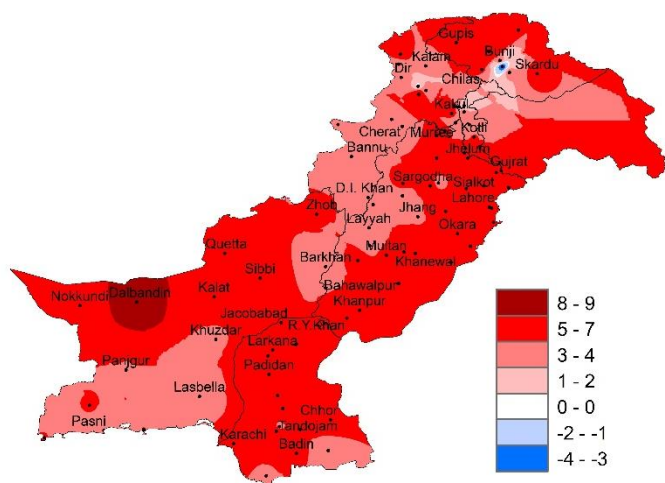 Gupis
Bunji
Kalam
Skardu
Dir
Chilas
Kakul
Cherat
Murree
Kotli
Bannu
Jhelum
Gujrat
Sargodha
Sialkot
D.I. Khan
Lahore
Zhob
Jhang
Layyah
Okara
Quetta
Multan
Barkhan
Khanewal
Sibbi
Nokkundi
Dalbandin
Kalat
Bahawalpur
Khanpur
Jacobabad
R.Y.Khan
Khuzdar
Larkana
Panjgur
Padidan
Lasbella
Pasni
Chhor
Tandojam
Karachi
Badin
8 - 9
5 - 7
3 - 4
1 - 2
0 - 0
-2 - -1
-4 - -3